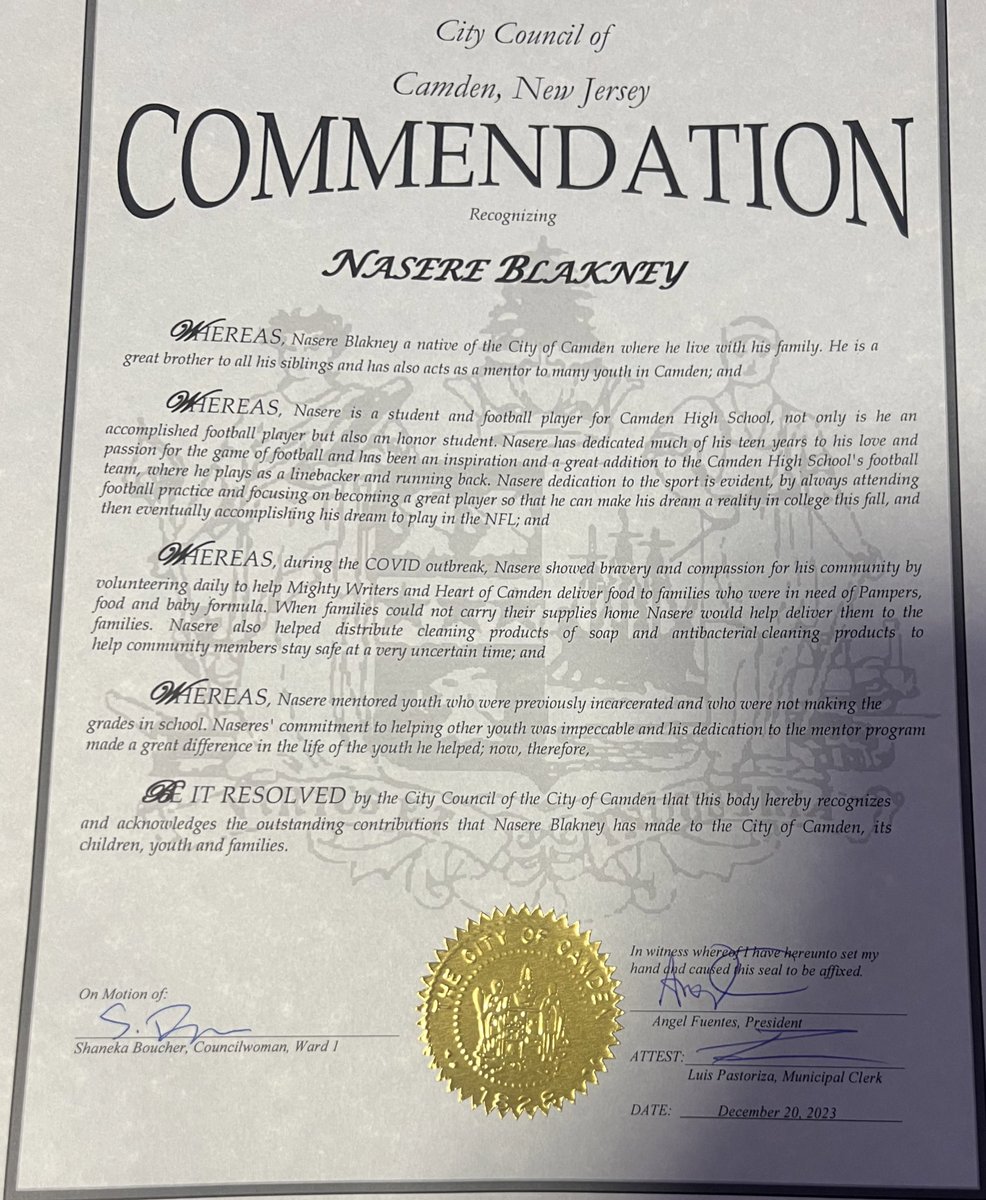 City Council of
Camden, New Jersey
COMMENDATION
Recognizing
NASERE BLAKNEY
WHEREAS, Nasere Blakney a native of the City of Camden where he live with his family. He is a
great brother to all his siblings and has also acts as a mentor to many youth in Camden; and
WHEREAS, Nasere is a student and football player for Camden High School, not only is he an
accomplished football player but also an honor student. Nasere has dedicated much of his teen years to his love and
passion for the game of football and has been an inspiration and a great addition to the Camden High School's football
team, where he plays as a linebacker and running back. Nasere dedication to the sport is evident, by always attending
football practice and focusing on becoming a great player so that he can make his dream a reality in college this fall, and
then eventually accomplishing his dream to play in the NFL; and
WHEREAS, during the COVID outbreak, Nasere showed bravery and compassion for his community by
volunteering daily to help Mighty Writers and Heart of Camden deliver food to families who were in need of Pampers,
food and baby formula. When families could not carry their supplies home Nasere would help deliver them to the
families. Nasere also helped distribute cleaning products of soap and antibacterial cleaning products to
help community members stay safe at a very uncertain time; and
WHEREAS, Nasere mentored youth who were previously incarcerated and who were not making the
grades in school. Naseres' commitment to helping other youth was impeccable and his dedication to the mentor program
made a great difference in the life of the youth he helped; now, therefore,
BE IT RESOLVED by the City Council of the City of Camden that this body hereby recognizes
and acknowledges the outstanding contributions that Nasere Blakney has made to the City of Camden, its
children, youth and families.
THE CITY OF CAMDEN
1828
On Motion of:
Shaneka Boucher, Councilwoman, Ward 1
In witness whereof I have hereunto set my
hand and caused this seal to be affixed.
Angel Fuentes, President
ATTEST:
Luis Pastoriza, Municipal Clerk
DATE: December 20, 2023